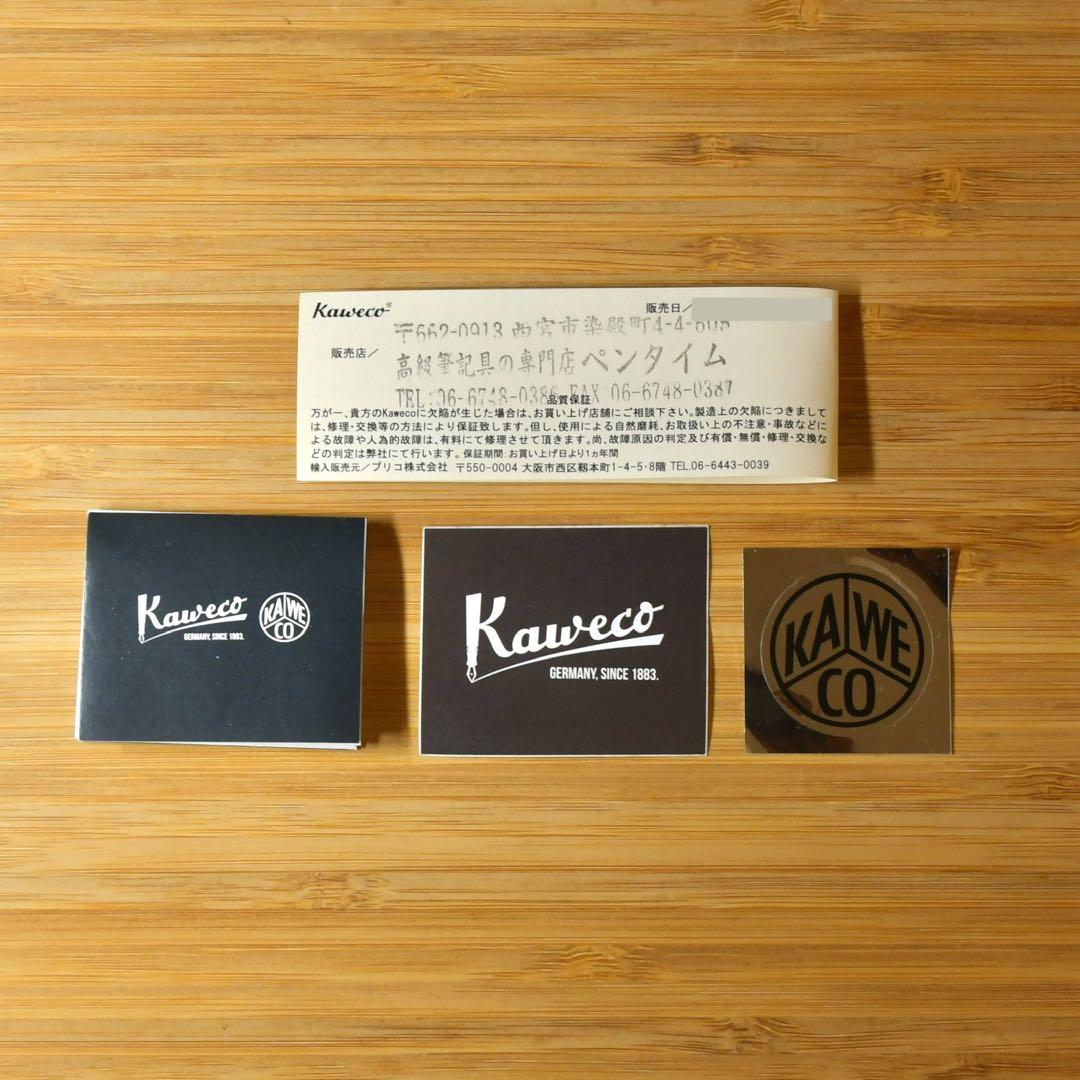 Kaweco®
販売日/
〒662-0913 西宮市染殿町4-4-605
販売店/
高級筆記具の専門店ペンタイム
TEL:06-6748-0386 FAX 06-6748-0387
品質保証
万が一、貴方のKawecoに欠陥が生じた場合は、お買い上げ店舗にご相談下さい。製造上の欠陥につきまして
は、修理・交換等の方法により保証致します。但し、使用による自然磨耗、お取扱い上の不注意・事故などに
よる故障や人為的故障は、有料にて修理させて頂きます。尚、故障原因の判定及び有償・無償・修理・交換な
どの判定は弊社にて行います。保証期間:お買い上げ日より1ヵ年間
輸入販売元/プリコ株式会社 〒550-0004 大阪市西区靱本町1-4-5・8階 TEL.06-6443-0039
Kaweco
GERMANY, SINCE 1883.
KA WE
CO
Kaweco
GERMANY, SINCE 1883.
KA WE
CO